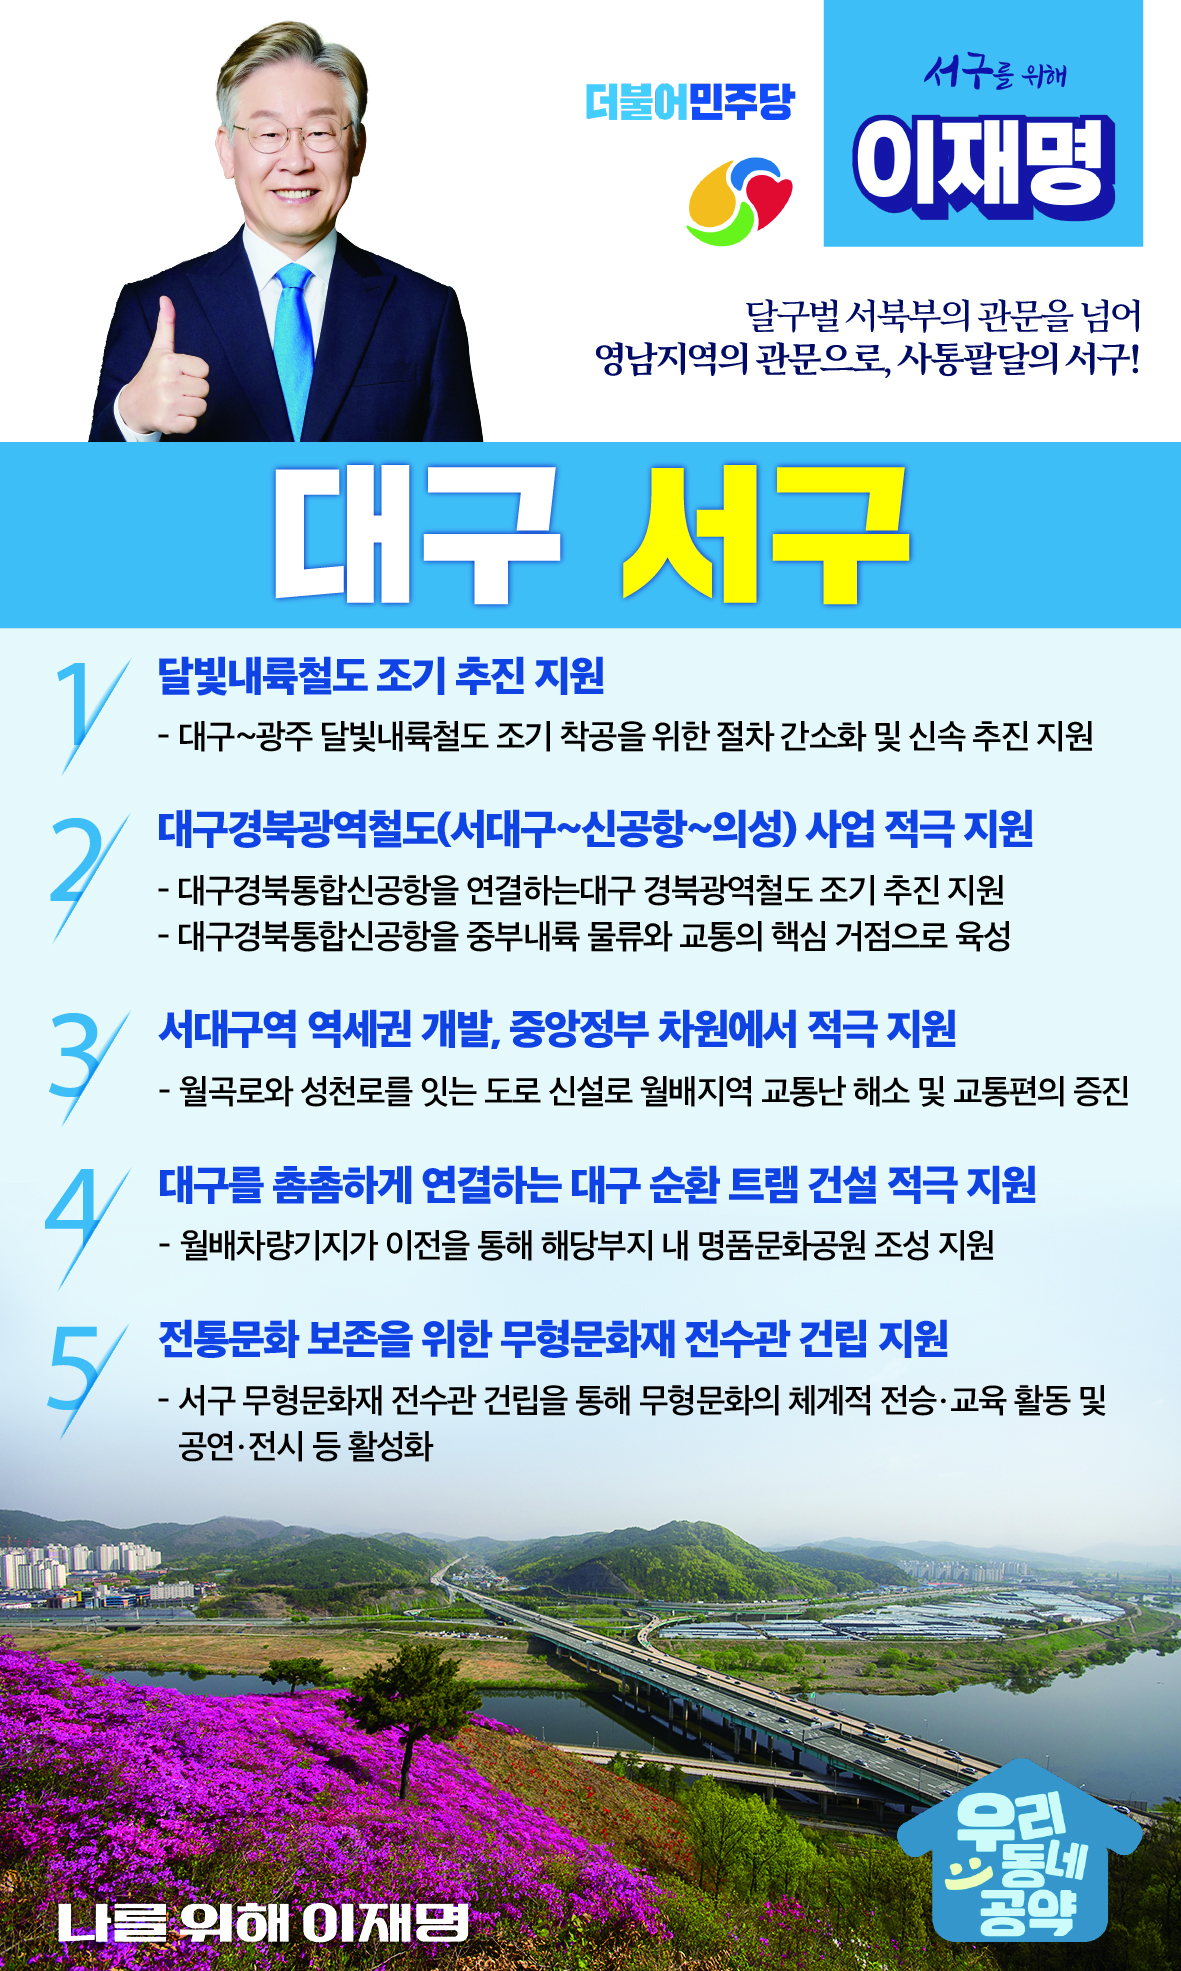 더불어민주당
서구를 위해
이재명
달구벌 서북부의 관문을 넘어
영남지역의 관문으로, 사통팔달의 서구!
대구 서구
1 달빛내륙철도 조기 추진 지원
- 대구~광주 달빛내륙철도 조기 착공을 위한 절차 간소화 및 신속 추진 지원
2 대구경북광역철도(서대구~신공항~의성) 사업 적극 지원
- 대구경북통합신공항을 연결하는대구 경북광역철도 조기 추진 지원
- 대구경북통합신공항을 중부내륙 물류와 교통의 핵심 거점으로 육성
3 서대구역 역세권 개발, 중앙정부 차원에서 적극 지원
- 월곡로와 성천로를 잇는 도로 신설로 월배지역 교통난 해소 및 교통편의 증진
4 대구를 촘촘하게 연결하는 대구 순환 트램 건설 적극 지원
- 월배차량기지가 이전을 통해 해당부지 내 명품문화공원 조성 지원
5 전통문화 보존을 위한 무형문화재 전수관 건립 지원
- 서구 무형문화재 전수관 건립을 통해 무형문화의 체계적 전승·교육 활동 및
공연·전시 등 활성화
우리
동네
공약
나를 위해 이재명